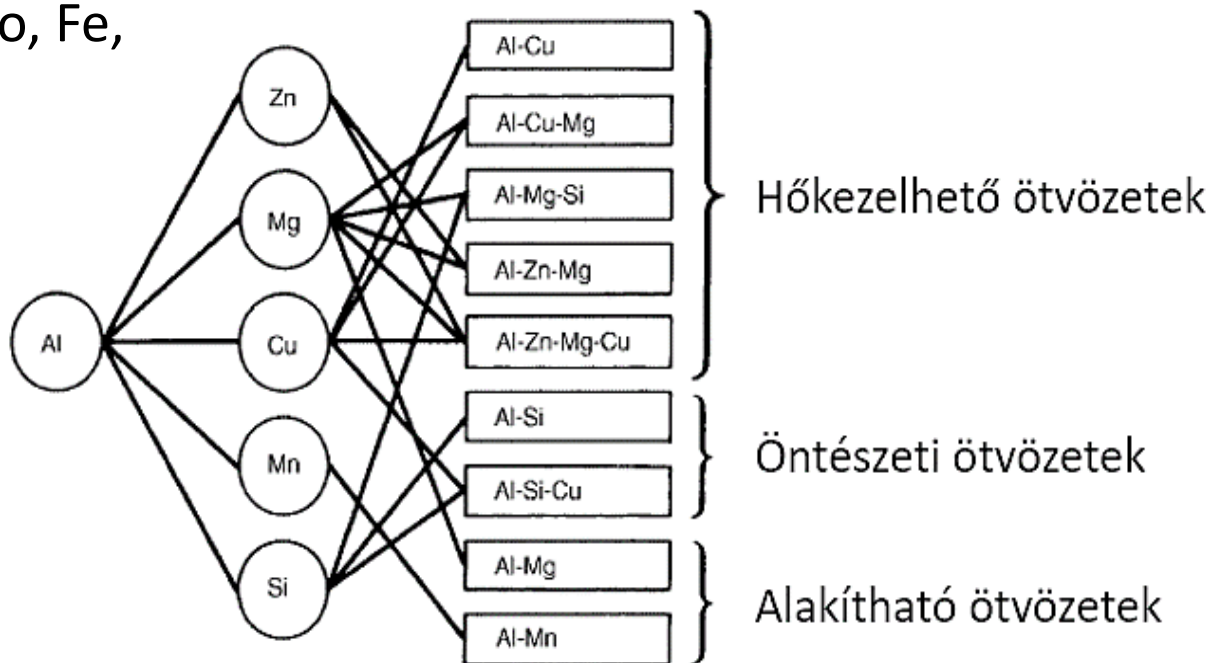 o, Fe,
Al
Zn
Mg
Cu
Mn
Si
Al-Cu
Al-Cu-Mg
Al-Mg-Si
Al-Zn-Mg
Al-Zn-Mg-Cu
Al-Si
Al-Si-Cu
Al-Mg
Al-Mn
Hőkezelhető ötvözetek
Öntészeti ötvözetek
Alakítható ötvözetek